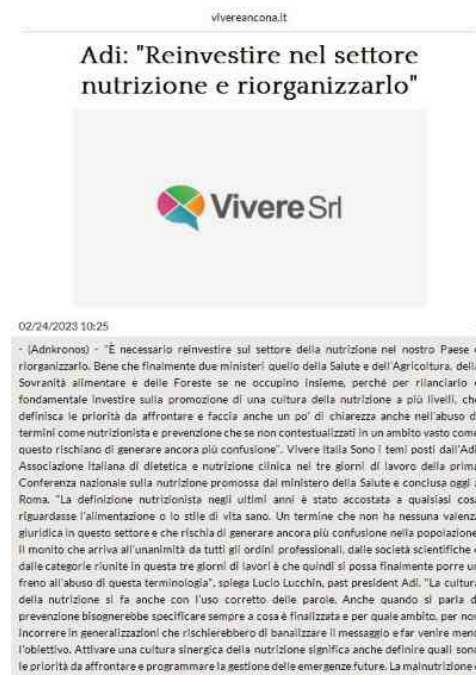 vivereancona.it
Adi: "Reinvestire nel settore
nutrizione e riorganizzarlo"
Vivere Srl
02/24/2023 10:25
- (Adnkronos) - "È necessario reinvestire sul settore della nutrizione nel nostro Paese e
riorganizzarlo. Bene che finalmente due ministeri quello della Salute e dell'Agricoltura, della
Sovranità alimentare e delle Foreste se ne occupino insieme, perché per rilanciarlo è
fondamentale investire sulla promozione di una cultura della nutrizione a più livelli, che
definisca le priorità da affrontare e faccia anche un po' di chiarezza anche nell'abuso di
termini come nutrizionista e prevenzione che se non contestualizzati in un ambito vasto come
questo rischiano di generare ancora più confusione". Vivere Italia Sono i temi posti dall'Adi,
Associazione italiana di dietetica e nutrizione clinica nei tre giorni di lavoro della prima
Conferenza nazionale sulla nutrizione promossa dal ministero della Salute e conclusa oggi a
Roma. "La definizione nutrizionista negli ultimi anni è stato accostata a qualsiasi cosa
riguardasse l'alimentazione o lo stile di vita sano. Un termine che non ha nessuna valenza
giuridica in questo settore e che rischia di generare ancora più confusione nella popolazione.
Il monito che arriva all'unanimità da tutti gli ordini professionali, dalle società scientifiche e
dalle categorie riunite in questa tre giorni di lavori è che quindi si possa finalmente porre un
freno all'abuso di questa terminologia", spiega Lucio Lucchin, past president Adi. "La cultura
della nutrizione si fa anche con l'uso corretto delle parole. Anche quando si parla di
prevenzione bisognerebbe specificare sempre a cosa è finalizzata e per quale ambito, per non
incorrere in generalizzazioni che rischierebbero di banalizzare il messaggio e far venire meno
l'obiettivo. Attivare una cultura sinergica della nutrizione significa anche definire quali sono
le priorità da affrontare e programmare la gestione delle emergenze future. La malnutrizione è